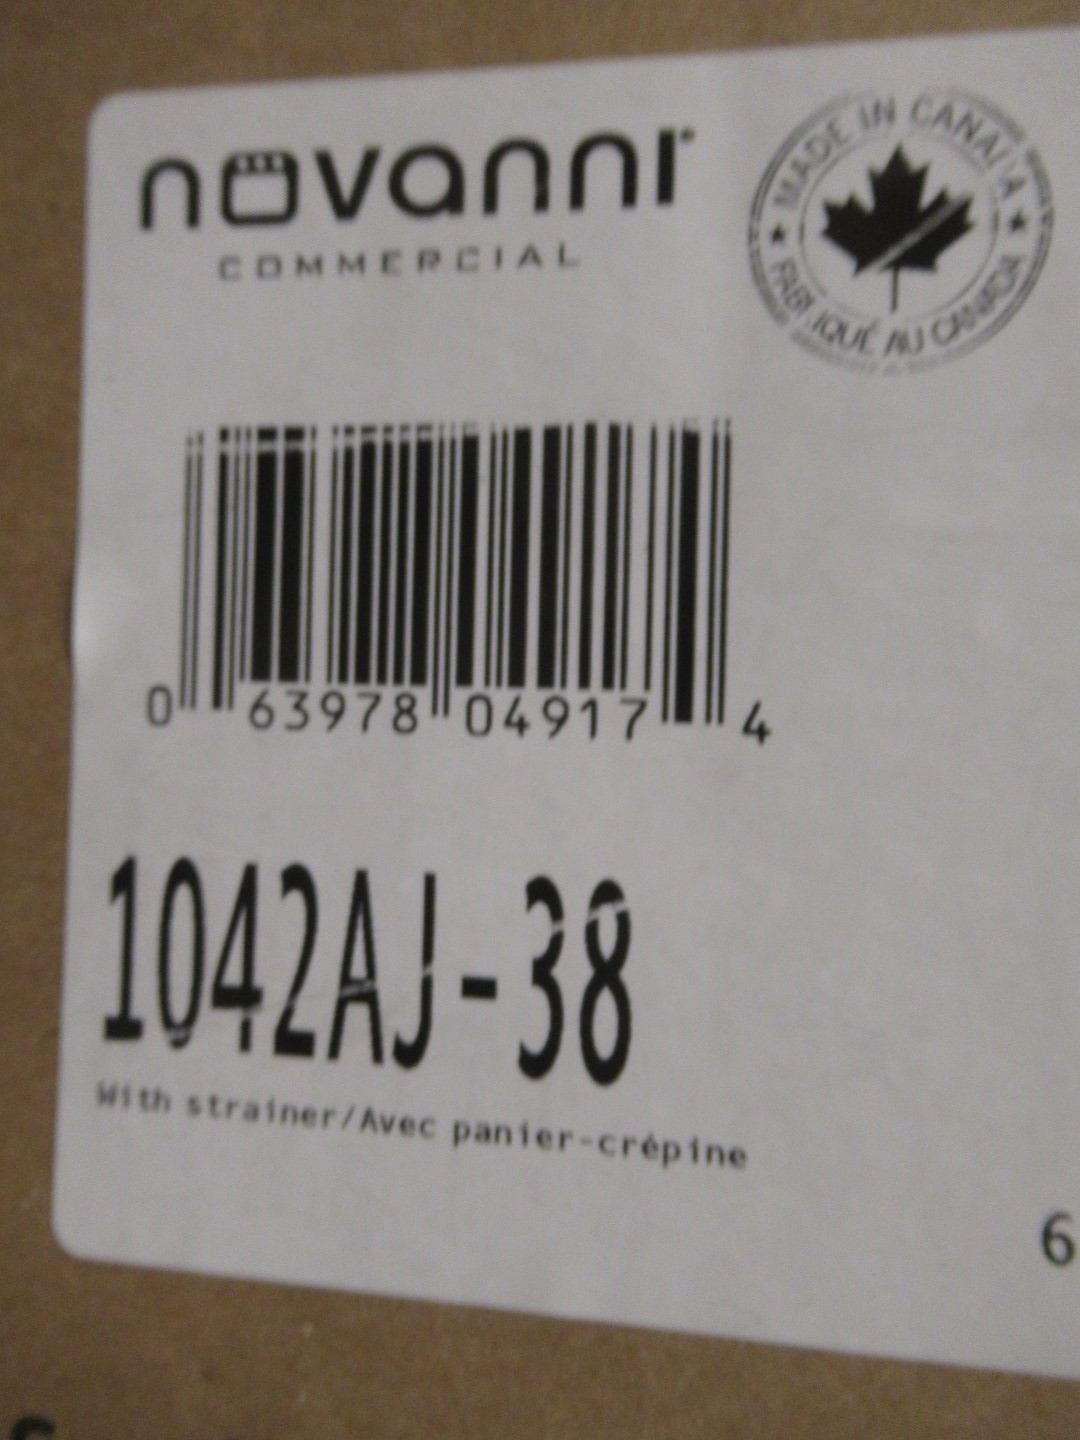 novanni
COMMERCIAL
MADE IN CANADA
FABRIQUÉ AU CANADA
0 63978 04917 4
1042AJ-38
With strainer/Avec panier-crépine
6